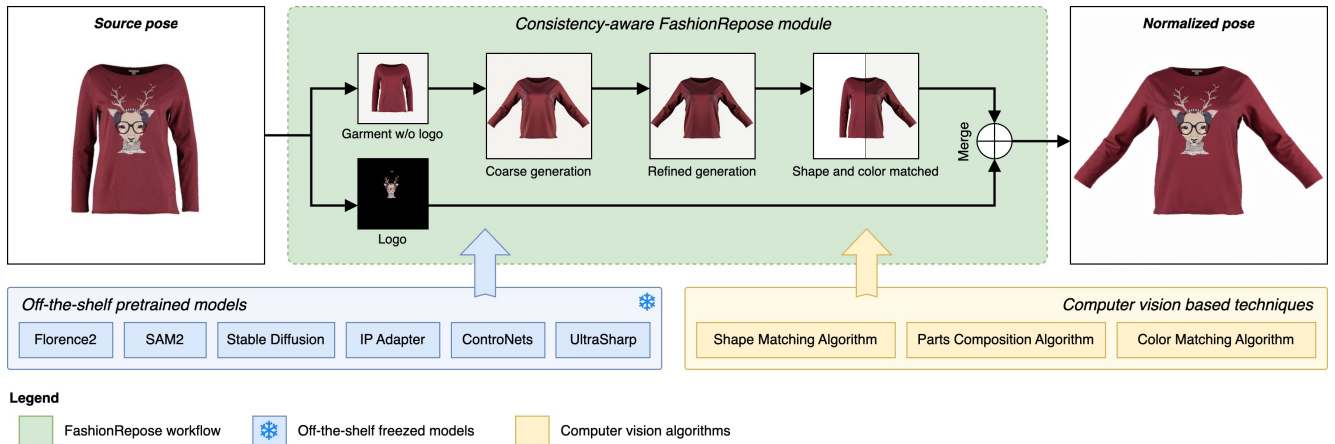 Source pose
Consistency-aware FashionRepose module
Normalized pose
Garment w/o logo
Coarse generation
Refined generation
Shape and color matched
Merge
Logo
Off-the-shelf pretrained models
Florence2
SAM2
Stable Diffusion
IP Adapter
ControNets
UltraSharp
Computer vision based techniques
Shape Matching Algorithm
Parts Composition Algorithm
Color Matching Algorithm
Legend
FashionRepose workflow
Off-the-shelf freezed models
Computer vision algorithms